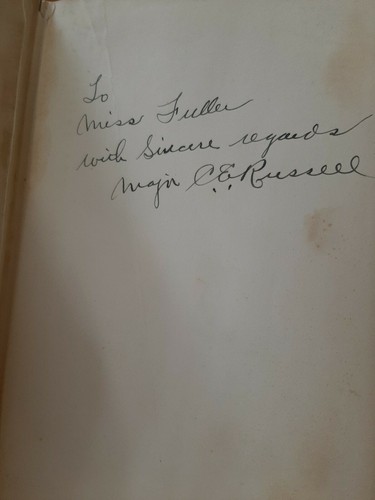 To
Miss Fuller
with Sincere regards
Major C.E. Russell